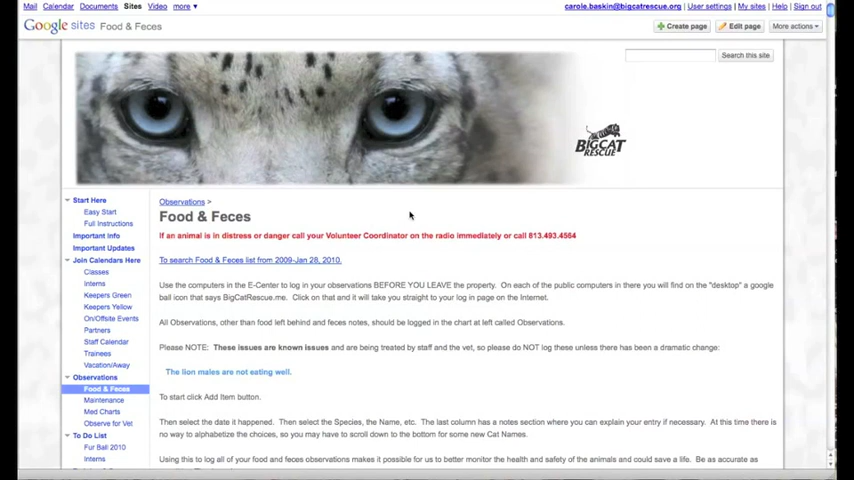 Mail Calendar Documents Sites Video more ▼ carole.baskin@bigcatrescue.org | User settings | My sites | Help | Sign out
Google sites Food & Feces Create page Edit page More actions ▾
Search this site
BIGCAT
RESCUE
Start Here
Easy Start
Full Instructions
Important info
Important Updates
Join Calendars Here
Classes
Interns
Keepers Green
Keepers Yellow
On/Offsite Events
Partners
Staff Calendar
Trainees
Vacation/Away
Observations
Food & Feces
Maintenance
Med Charts
Observe for Vet
To Do List
Fur Ball 2010
Interns
Observations >
Food & Feces
If an animal is in distress or danger call your Volunteer Coordinator on the radio immediately or call 813.493.4564
To search Food & Feces list from 2009-Jan 28, 2010.
Use the computers in the E-Center to log in your observations BEFORE YOU LEAVE the property. On each of the public computers in there you will find on the "desktop" a google
ball icon that says BigCatRescue.me. Click on that and it will take you straight to your log in page on the Internet.
All Observations, other than food left behind and feces notes, should be logged in the chart at left called Observations.
Please NOTE: These issues are known issues and are being treated by staff and the vet, so please do NOT log these unless there has been a dramatic change:
The lion males are not eating well.
To start click Add Item button.
Then select the date it happened. Then select the Species, the Name, etc. The last column has a notes section where you can explain your entry if necessary. At this time there is
no way to alphabetize the choices, so you may have to scroll down to the bottom for some new Cat Names.
Using this to log all of your food and feces observations makes it possible for us to better monitor the health and safety of the animals and could save a life. Be as accurate as